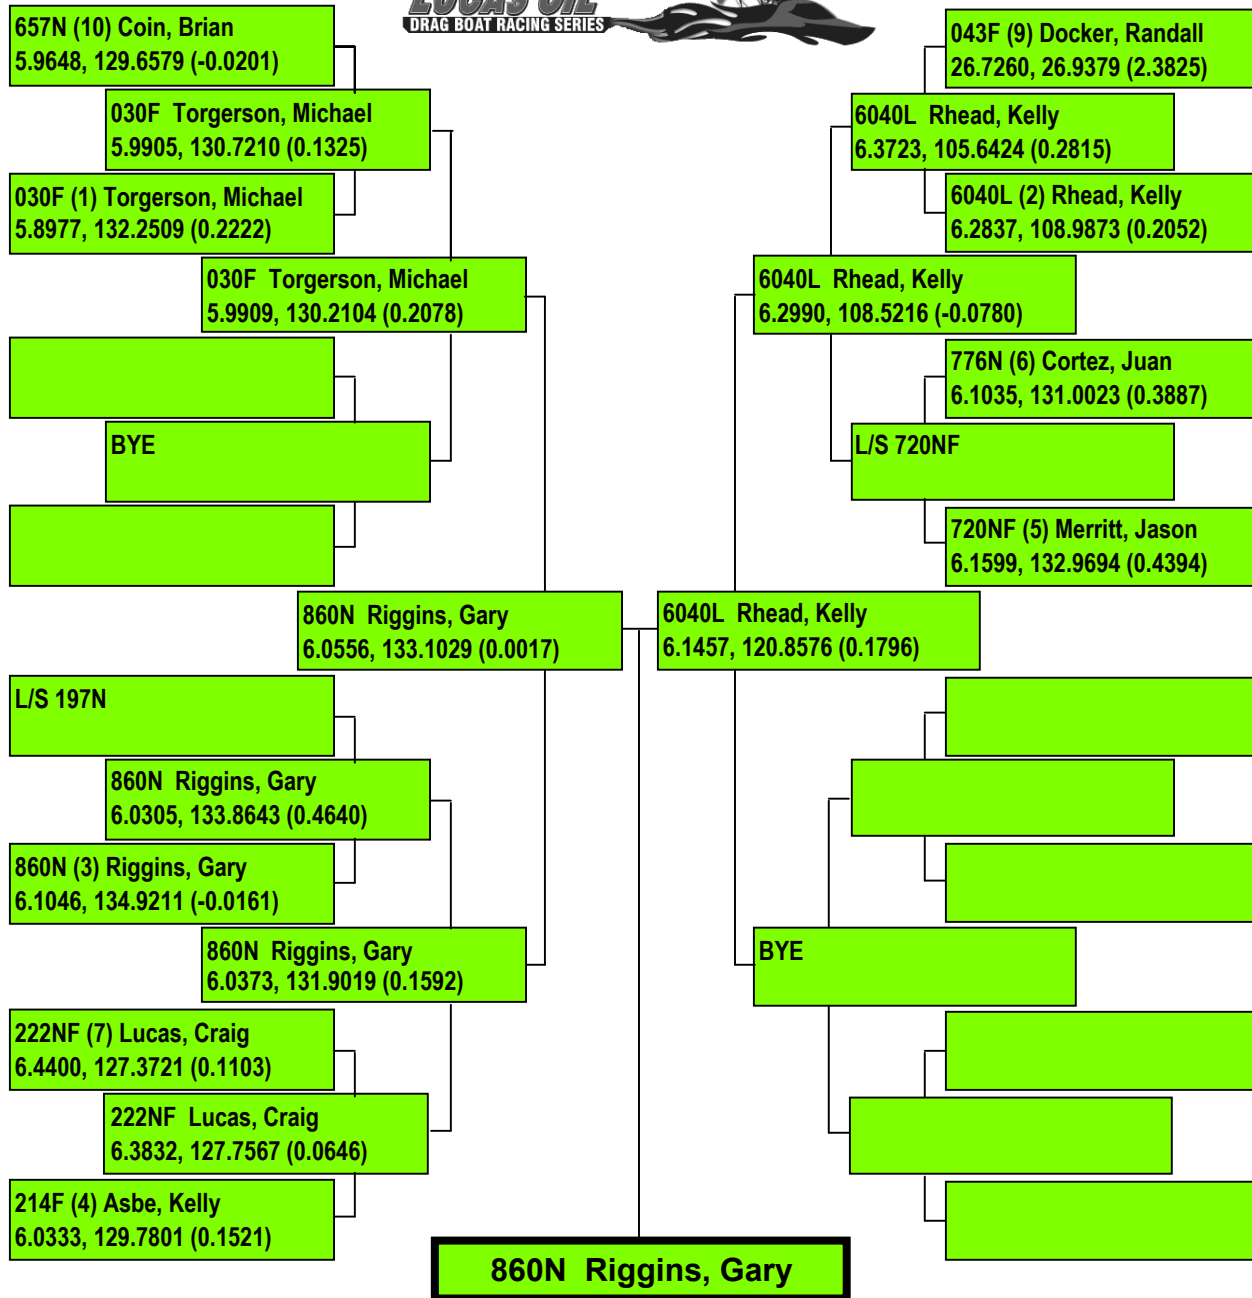 LUCAS OIL
DRAG BOAT RACING SERIES
657N (10) Coin, Brian
5.9648, 129.6579 (-0.0201)
030F Torgerson, Michael
5.9905, 130.7210 (0.1325)
030F (1) Torgerson, Michael
5.8977, 132.2509 (0.2222)
030F Torgerson, Michael
5.9909, 130.2104 (0.2078)
BYE
860N Riggins, Gary
6.0556, 133.1029 (0.0017)
L/S 197N
860N Riggins, Gary
6.0305, 133.8643 (0.4640)
860N (3) Riggins, Gary
6.1046, 134.9211 (-0.0161)
860N Riggins, Gary
6.0373, 131.9019 (0.1592)
222NF (7) Lucas, Craig
6.4400, 127.3721 (0.1103)
222NF Lucas, Craig
6.3832, 127.7567 (0.0646)
214F (4) Asbe, Kelly
6.0333, 129.7801 (0.1521)
043F (9) Docker, Randall
26.7260, 26.9379 (2.3825)
6040L Rhead, Kelly
6.3723, 105.6424 (0.2815)
6040L (2) Rhead, Kelly
6.2837, 108.9873 (0.2052)
6040L Rhead, Kelly
6.2990, 108.5216 (-0.0780)
776N (6) Cortez, Juan
6.1035, 131.0023 (0.3887)
L/S 720NF
720NF (5) Merritt, Jason
6.1599, 132.9694 (0.4394)
6040L Rhead, Kelly
6.1457, 120.8576 (0.1796)
BYE
860N Riggins, Gary